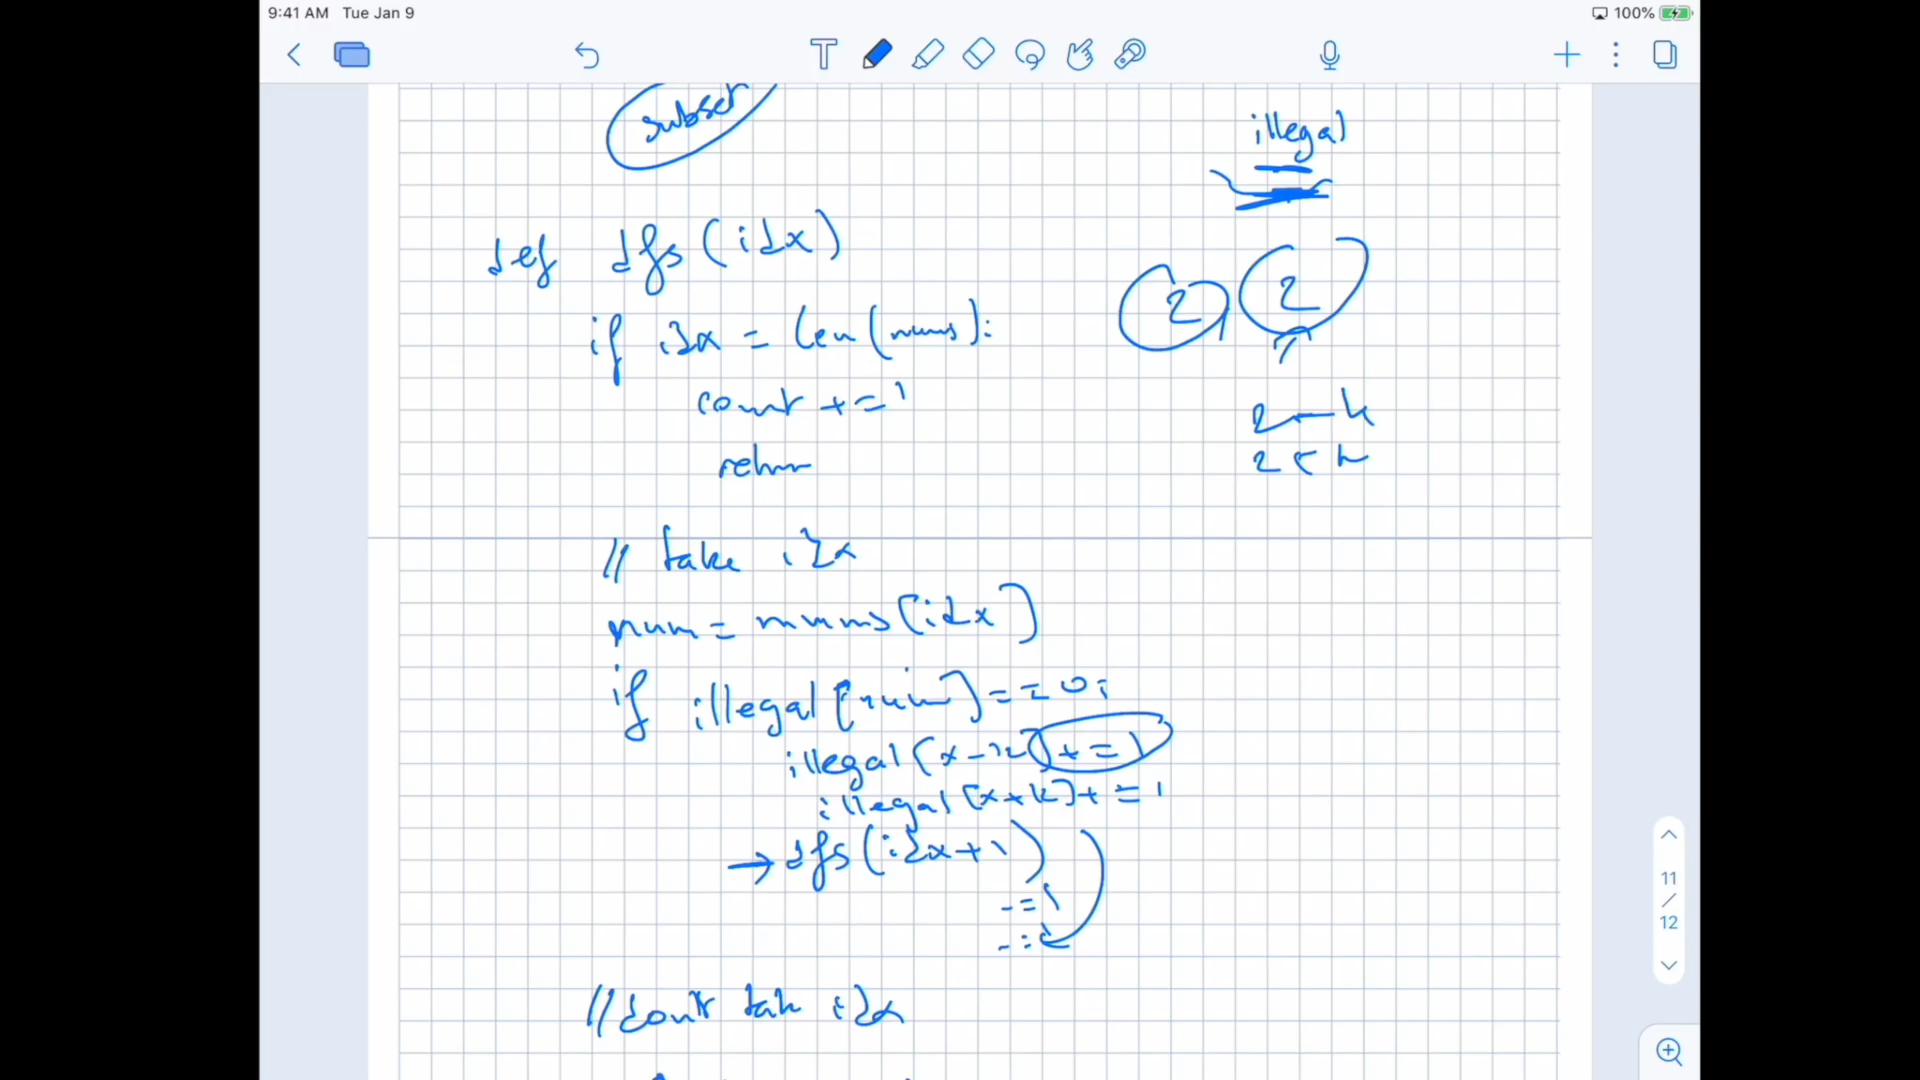 9:41 AM Tue Jan 9
100%
subset
illegal
def dfs(idx)
2, 2
if idx = len(nums):
count += 1
2 - k
return
2 + k
// take idx
num = nums[idx]
if illegal[num] == 0:
illegal[x-k] += 1
illegal[x+k] += 1
→ dfs(idx+1)
-=1
-=1
// don't take idx
11
/
12